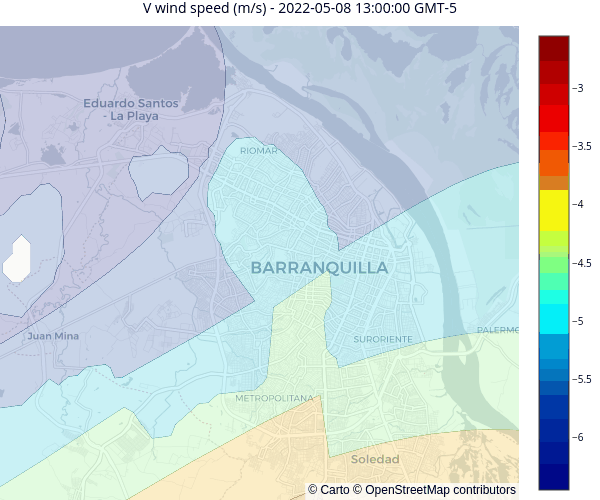 V wind speed (m/s) - 2022-05-08 13:00:00 GMT-5
Eduardo Santos
- La Playa
RIOMAR
BARRANQUILLA
Juan Mina
SURORIENTE
PALERMO
METROPOLITANA
Soledad
© Carto © OpenStreetMap contributors
−3
−3.5
−4
−4.5
−5
−5.5
−6